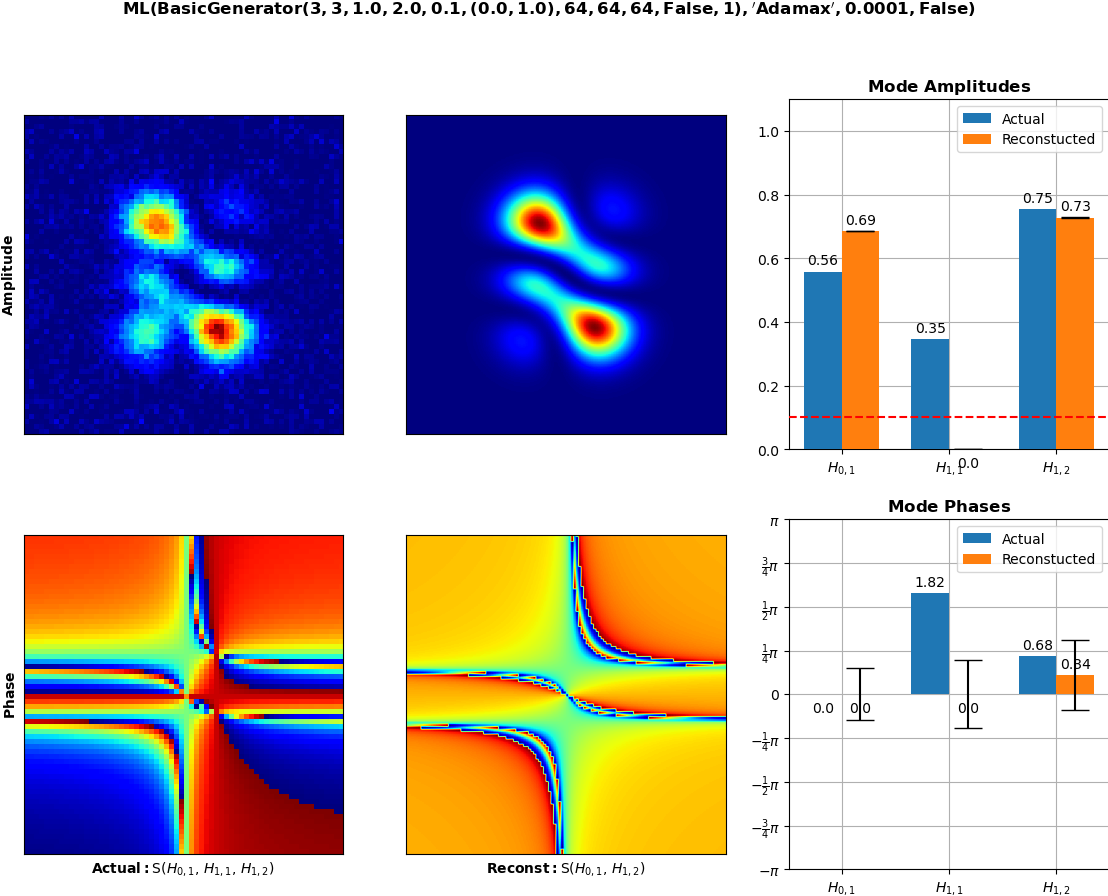 ML(BasicGenerator(3, 3, 1.0, 2.0, 0.1, (0.0, 1.0), 64, 64, 64, False, 1), ′Adamax′, 0.0001, False)
Amplitude
Mode Amplitudes
Actual
Reconstucted
1.0
0.8
0.6
0.4
0.2
0.0
0.56
0.69
0.35
0.0
0.75
0.73
H0, 1
H1, 1
H1, 2
Phase
Actual: S(H0, 1, H1, 1, H1, 2)
Reconst: S(H0, 1, H1, 2)
Mode Phases
Actual
Reconstucted
π
3/4π
1/2π
1/4π
0
−1/4π
−1/2π
−3/4π
−π
0.0
0.0
1.82
0.0
0.68
0.34
H0, 1
H1, 1
H1, 2